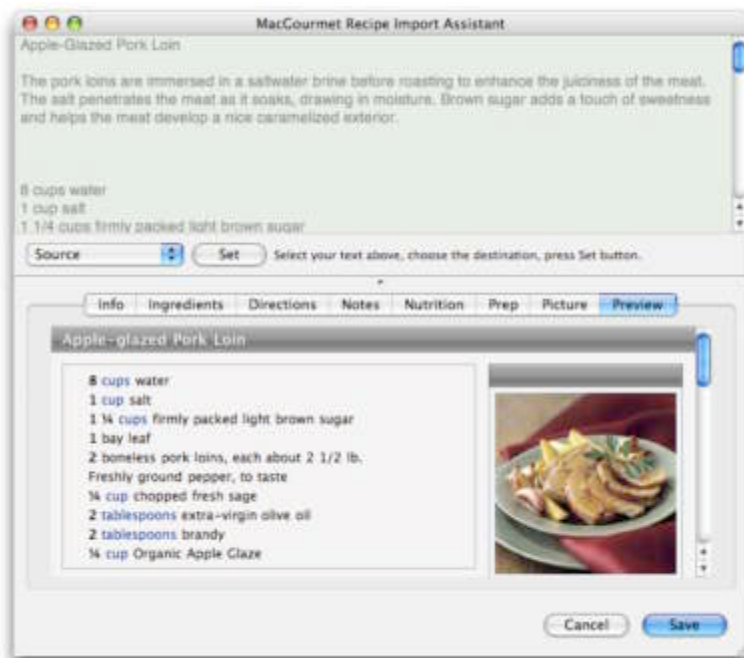 MacGourmet Recipe Import Assistant
Apple-Glazed Pork Loin
The pork loins are immersed in a saltwater brine before roasting to enhance the juiciness of the meat.
The salt penetrates the meat as it soaks, drawing in moisture. Brown sugar adds a touch of sweetness
and helps the meat develop a nice caramelized exterior.
8 cups water
1 cup salt
1 1/4 cups firmly packed light brown sugar
Source Set Select your text above, choose the destination, press Set button.
Info Ingredients Directions Notes Nutrition Prep Picture Preview
Apple-glazed Pork Loin
8 cups water
1 cup salt
1 ¼ cups firmly packed light brown sugar
1 bay leaf
2 boneless pork loins, each about 2 1/2 lb.
Freshly ground pepper, to taste
¼ cup chopped fresh sage
2 tablespoons extra-virgin olive oil
2 tablespoons brandy
¼ cup Organic Apple Glaze
Cancel Save